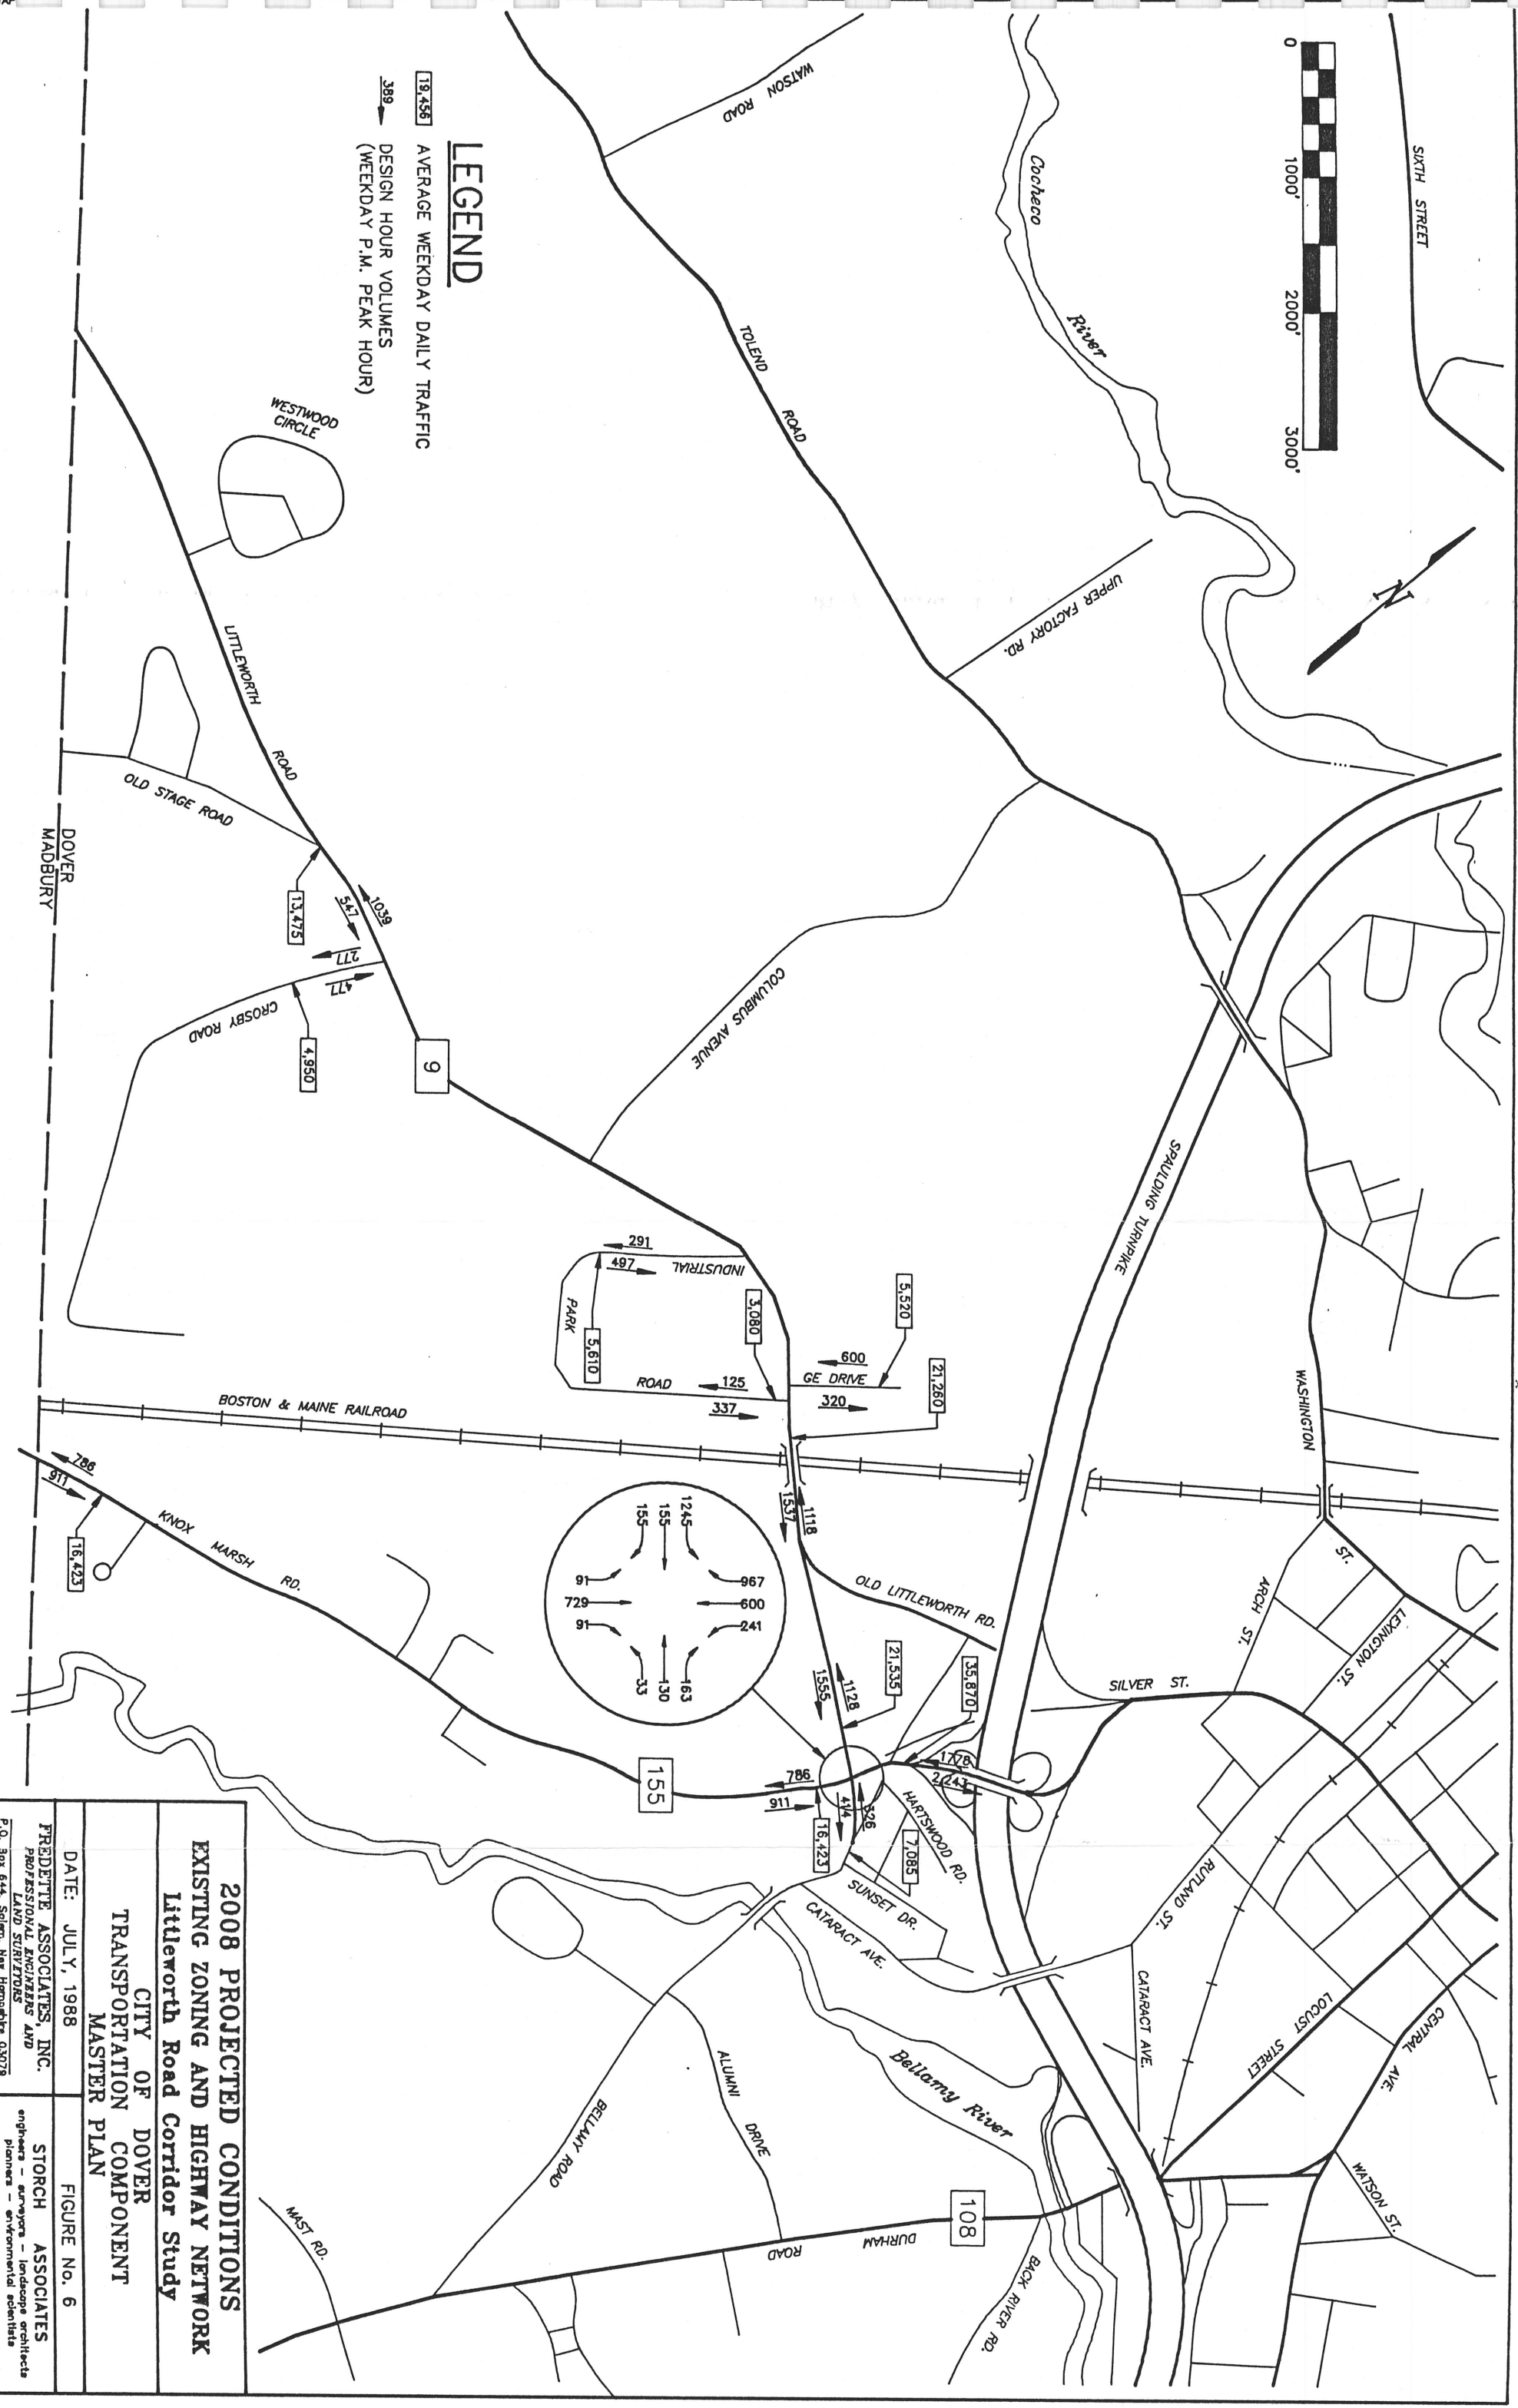 SIXTH STREET
0 1000' 2000' 3000'
N
WATSON ROAD
Cocheco
River
TOLEND
ROAD
UPPER FACTORY RD.
LEGEND
19,456 AVERAGE WEEKDAY DAILY TRAFFIC
389 DESIGN HOUR VOLUMES
(WEEKDAY P.M. PEAK HOUR)
WESTWOOD
CIRCLE
LITTLEWORTH
ROAD
OLD STAGE ROAD
DOVER
MADBURY
13,475
1039
547
277
477
CROSBY ROAD
4,950
9
COLUMBUS AVENUE
SPAULDING TURNPIKE
WASHINGTON
ST.
291
497
INDUSTRIAL
PARK
ROAD
5,610
3,080
5,520
600
GE DRIVE
320
125
337
21,260
BOSTON & MAINE RAILROAD
786
911
16,423
KNOX
MARSH
RD.
1118
1537
OLD LITTLEWORTH RD.
1245
155
155
967
600
241
91
729
91
33
130
163
1128
1555
21,535
35,870
1778
2,243
786
911
16,423
414
326
7,085
155
HARTSWOOD RD.
SUNSET DR.
CATARACT AVE.
SILVER ST.
ARCH ST.
LEXINGTON ST.
RUTLAND ST.
CATARACT AVE.
LOCUST
STREET
CENTRAL
AVE.
WATSON ST.
Bellamy River
ALUMNI
DRIVE
BELLAMY ROAD
108
DURHAM
ROAD
BACK RIVER RD.
MAST RD.
2008 PROJECTED CONDITIONS
EXISTING ZONING AND HIGHWAY NETWORK
Littleworth Road Corridor Study
CITY OF DOVER
TRANSPORTATION COMPONENT
MASTER PLAN
DATE: JULY, 1988
FIGURE No. 6
FREDETTE ASSOCIATES, INC.
PROFESSIONAL ENGINEERS AND
LAND SURVEYORS
P.O. Box 644, Salem, New Hampshire 03079
STORCH ASSOCIATES
engineers - surveyors - landscape architects
planners - environmental scientists